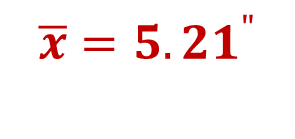 x̅ = 5.21"